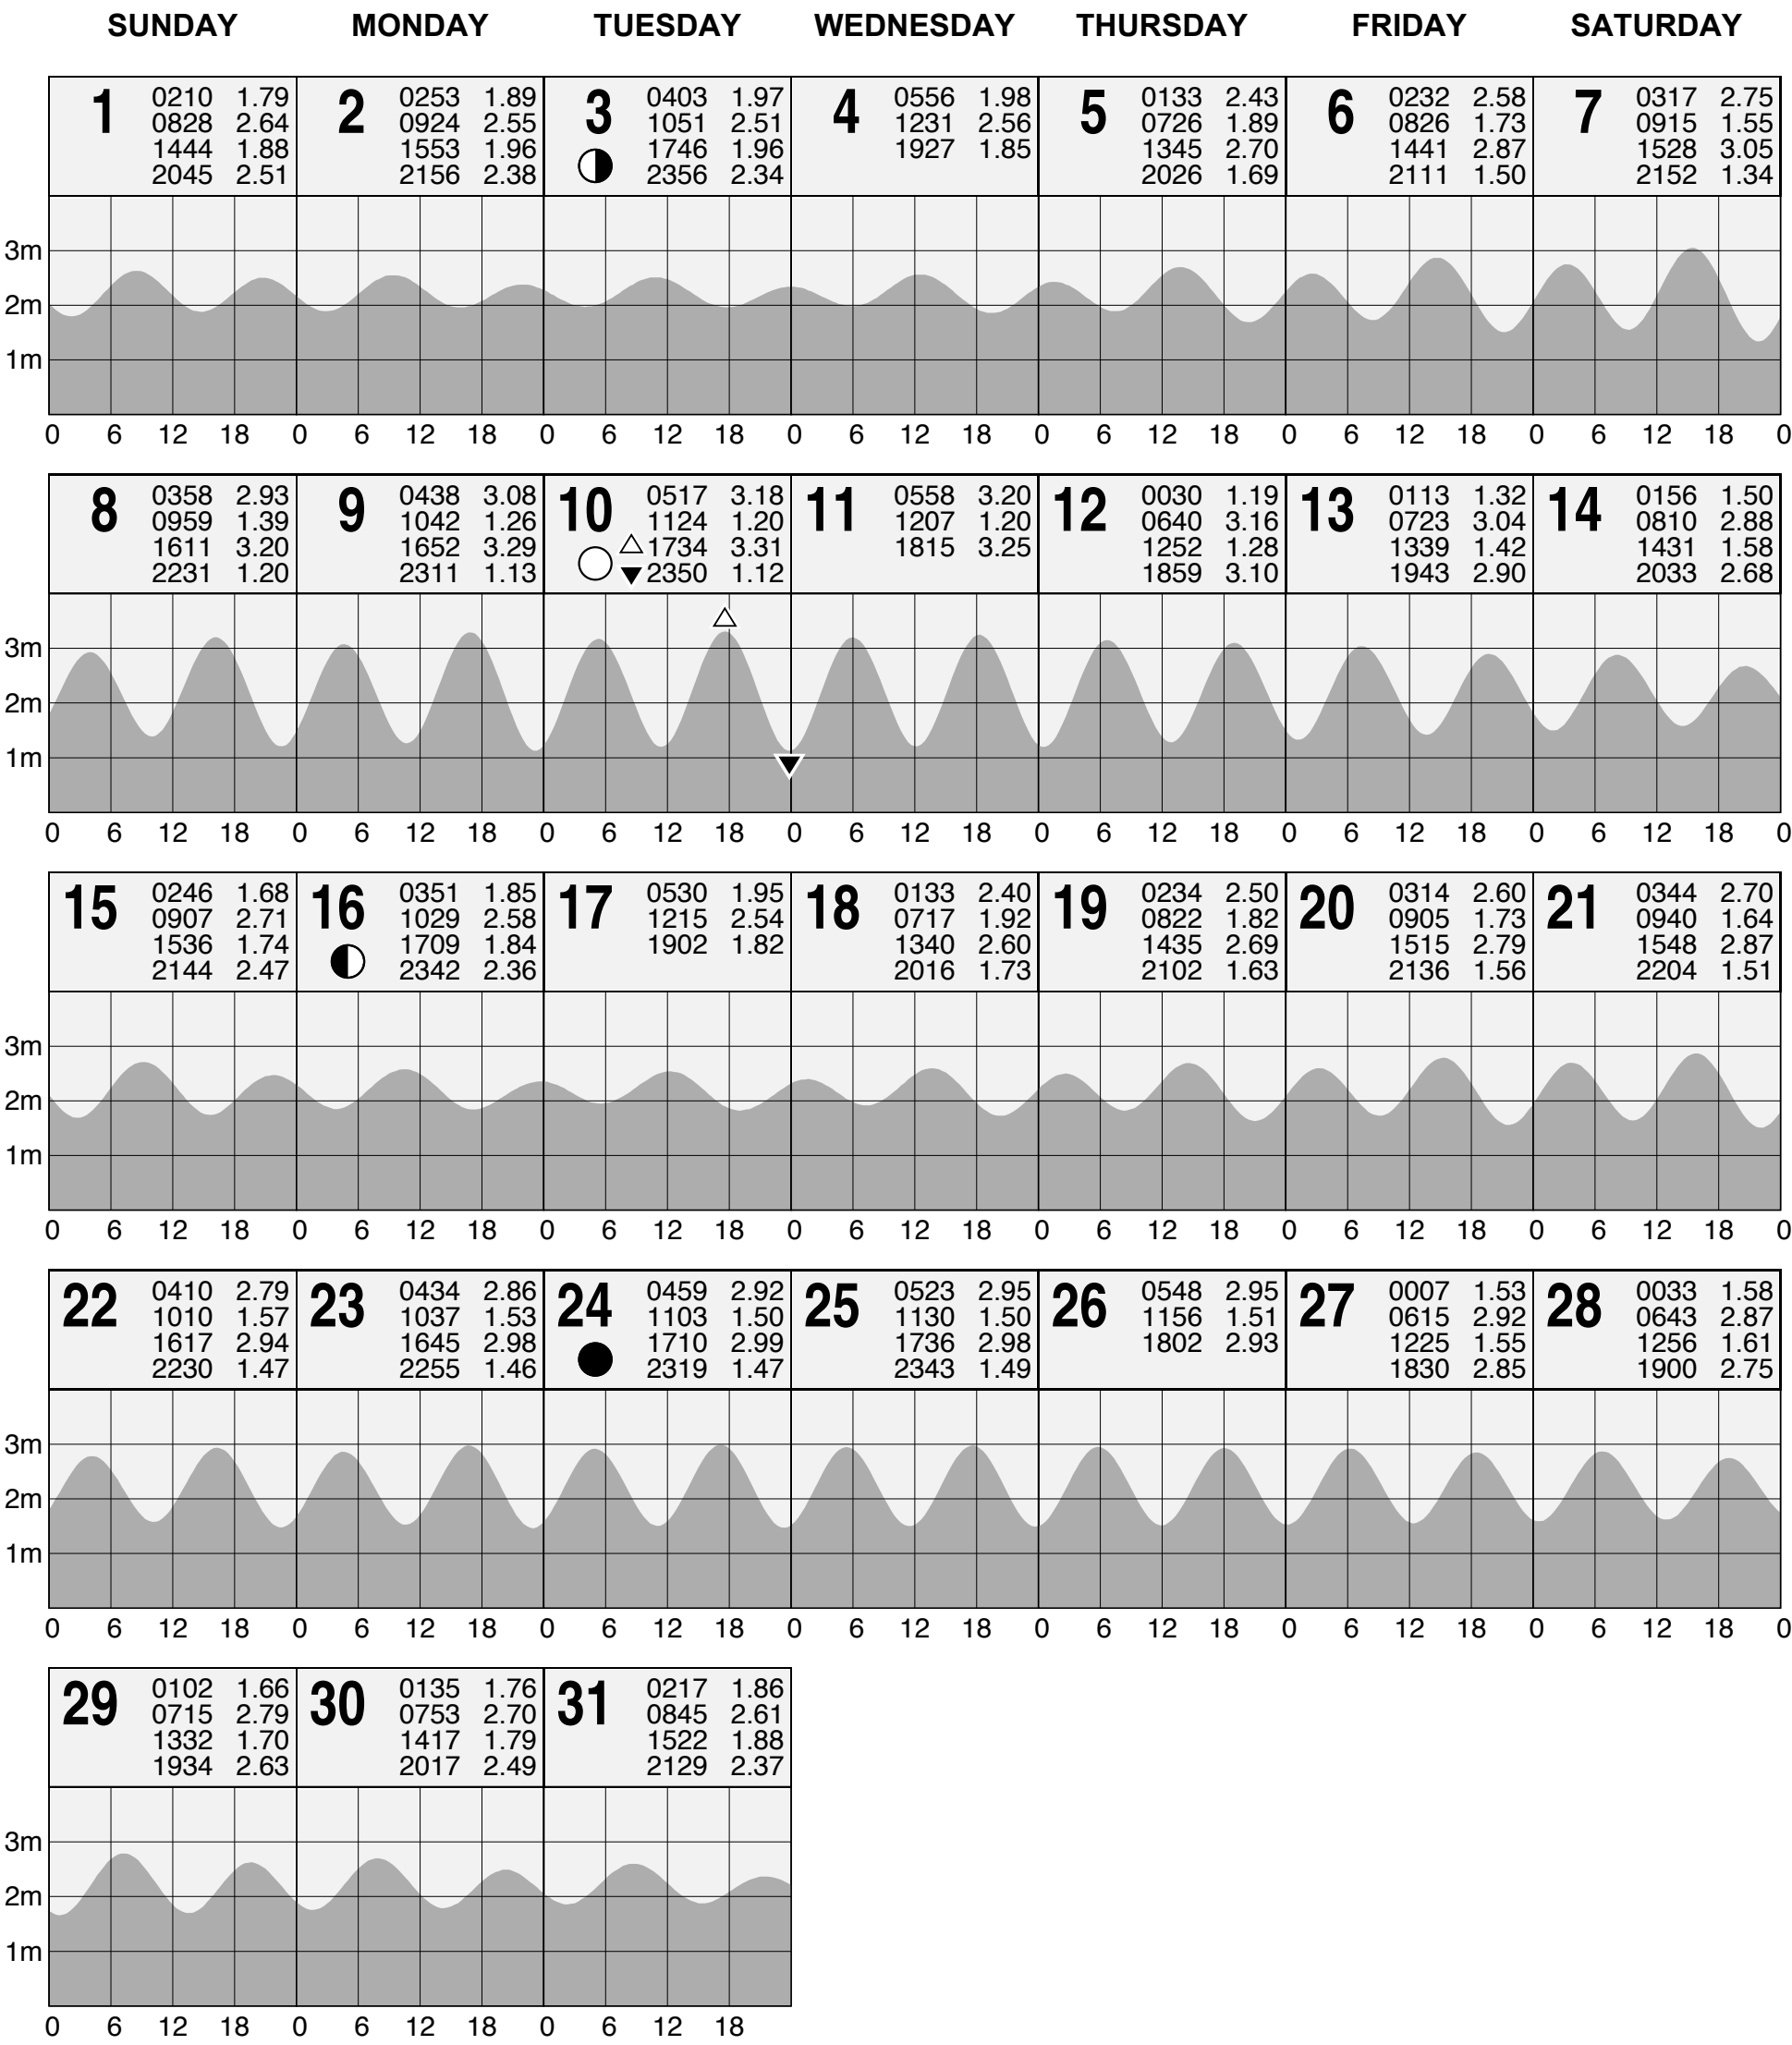 SUNDAY MONDAY TUESDAY WEDNESDAY THURSDAY FRIDAY SATURDAY
1 0210 1.79 2 0253 1.89 3 0403 1.97 4 0556 1.98 5 0133 2.43 6 0232 2.58 7 0317 2.75
0828 2.64 0924 2.55 1051 2.51 1231 2.56 0726 1.89 0826 1.73 0915 1.55
1444 1.88 1553 1.96 1746 1.96 1927 1.85 1345 2.70 1441 2.87 1528 3.05
2045 2.51 2156 2.38 2356 2.34 2026 1.69 2111 1.50 2152 1.34
3m
2m
1m
0 6 12 18 0 6 12 18 0 6 12 18 0 6 12 18 0 6 12 18 0 6 12 18 0 6 12 18 0
8 0358 2.93 9 0438 3.08 10 0517 3.18 11 0558 3.20 12 0030 1.19 13 0113 1.32 14 0156 1.50
0959 1.39 1042 1.26 1124 1.20 1207 1.20 0640 3.16 0723 3.04 0810 2.88
1611 3.20 1652 3.29 1734 3.31 1815 3.25 1252 1.28 1339 1.42 1431 1.58
2231 1.20 2311 1.13 2350 1.12 1859 3.10 1943 2.90 2033 2.68
3m
2m
1m
0 6 12 18 0 6 12 18 0 6 12 18 0 6 12 18 0 6 12 18 0 6 12 18 0 6 12 18 0
15 0246 1.68 16 0351 1.85 17 0530 1.95 18 0133 2.40 19 0234 2.50 20 0314 2.60 21 0344 2.70
0907 2.71 1029 2.58 1215 2.54 0717 1.92 0822 1.82 0905 1.73 0940 1.64
1536 1.74 1709 1.84 1902 1.82 1340 2.60 1435 2.69 1515 2.79 1548 2.87
2144 2.47 2342 2.36 2016 1.73 2102 1.63 2136 1.56 2204 1.51
3m
2m
1m
0 6 12 18 0 6 12 18 0 6 12 18 0 6 12 18 0 6 12 18 0 6 12 18 0 6 12 18 0
22 0410 2.79 23 0434 2.86 24 0459 2.92 25 0523 2.95 26 0548 2.95 27 0007 1.53 28 0033 1.58
1010 1.57 1037 1.53 1103 1.50 1130 1.50 1156 1.51 0615 2.92 0643 2.87
1617 2.94 1645 2.98 1710 2.99 1736 2.98 1802 2.93 1225 1.55 1256 1.61
2230 1.47 2255 1.46 2319 1.47 2343 1.49 1830 2.85 1900 2.75
3m
2m
1m
0 6 12 18 0 6 12 18 0 6 12 18 0 6 12 18 0 6 12 18 0 6 12 18 0 6 12 18 0
29 0102 1.66 30 0135 1.76 31 0217 1.86
0715 2.79 0753 2.70 0845 2.61
1332 1.70 1417 1.79 1522 1.88
1934 2.63 2017 2.49 2129 2.37
3m
2m
1m
0 6 12 18 0 6 12 18 0 6 12 18